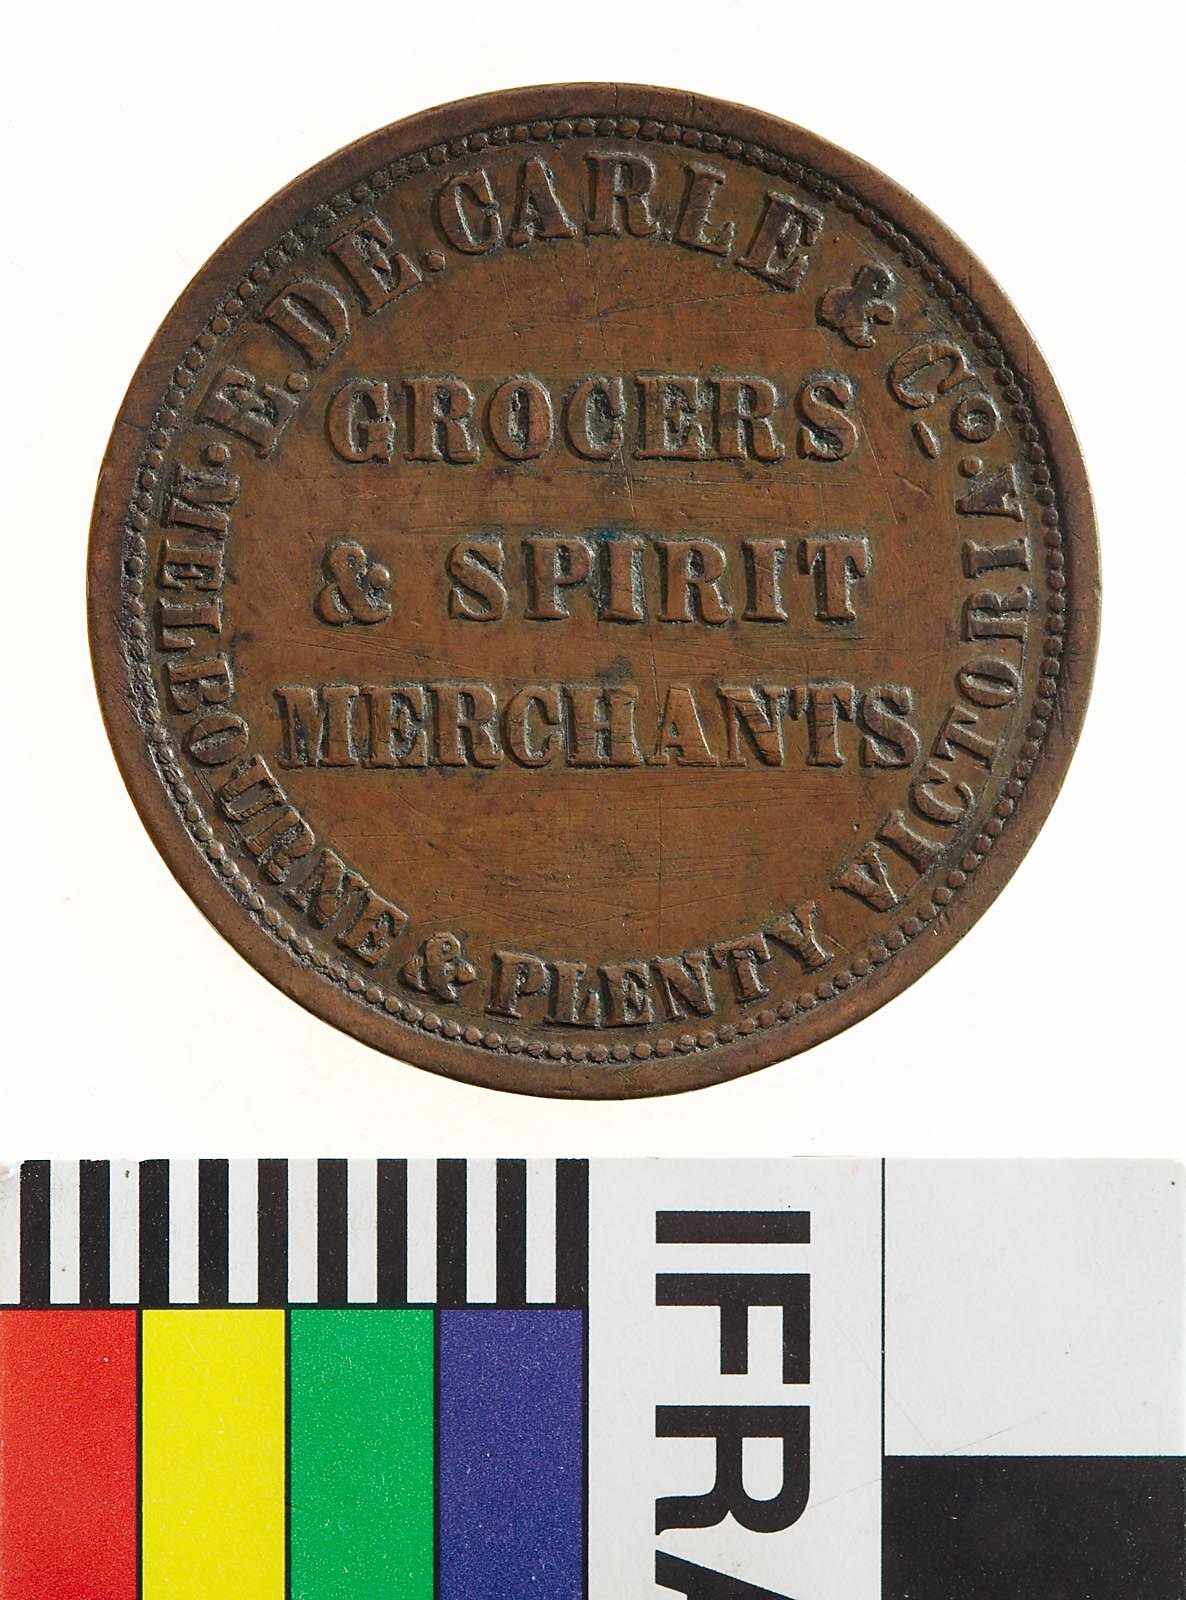 E. DE. CARLE & Co.
GROCERS
& SPIRIT
MERCHANTS
MELBOURNE & PLENTY VICTORIA.
IFRA